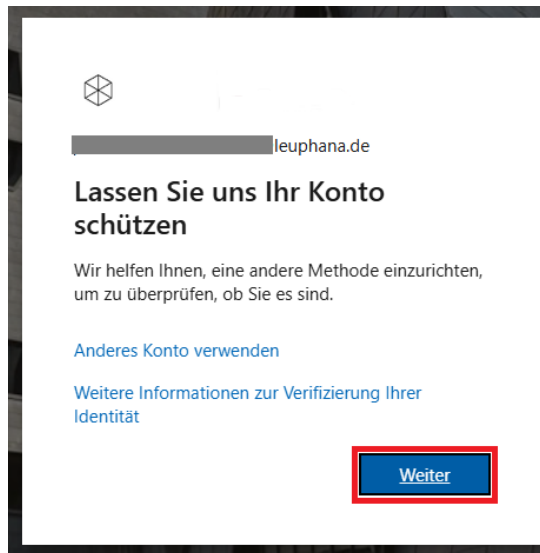 leuphana.de
Lassen Sie uns Ihr Konto
schützen
Wir helfen Ihnen, eine andere Methode einzurichten,
um zu überprüfen, ob Sie es sind.
Anderes Konto verwenden
Weitere Informationen zur Verifizierung Ihrer
Identität
Weiter